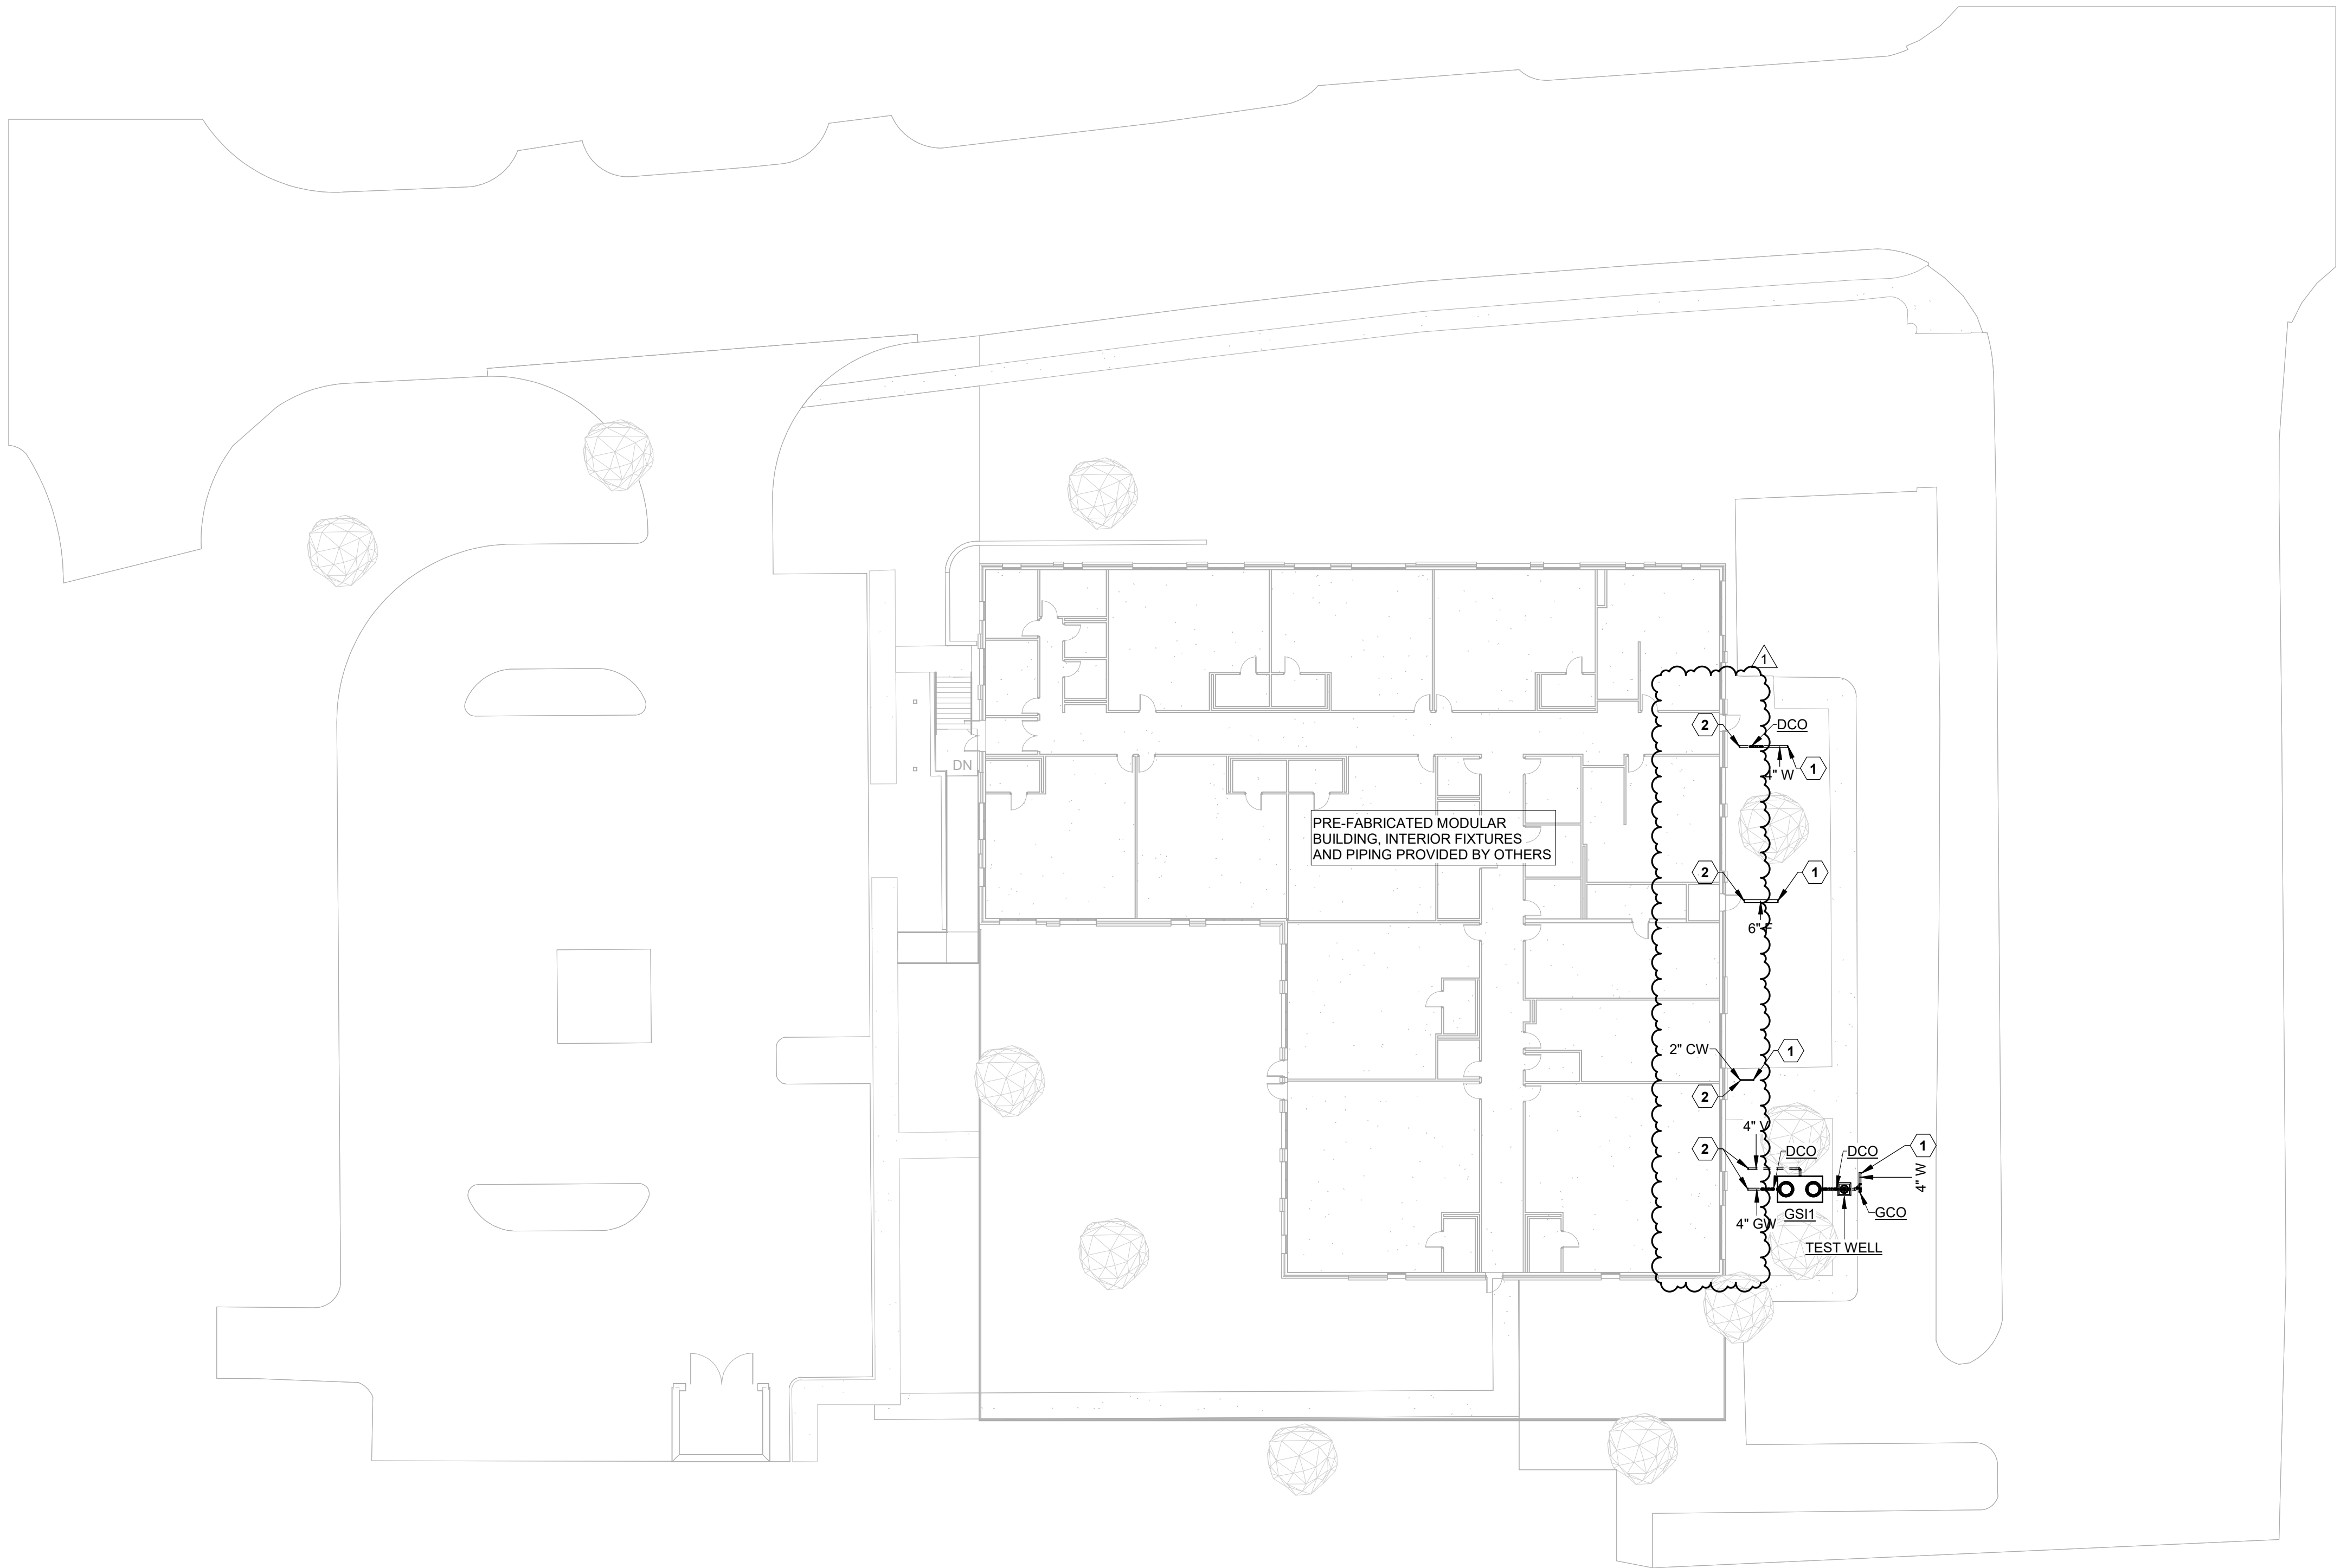 1
2
DCO
4" W
1
DN
PRE-FABRICATED MODULAR
BUILDING, INTERIOR FIXTURES
AND PIPING PROVIDED BY OTHERS
2
1
6" F
2" CW
1
2
4" V
2
DCO
DCO
1
4" W
GSI1
GCO
4" GW
TEST WELL